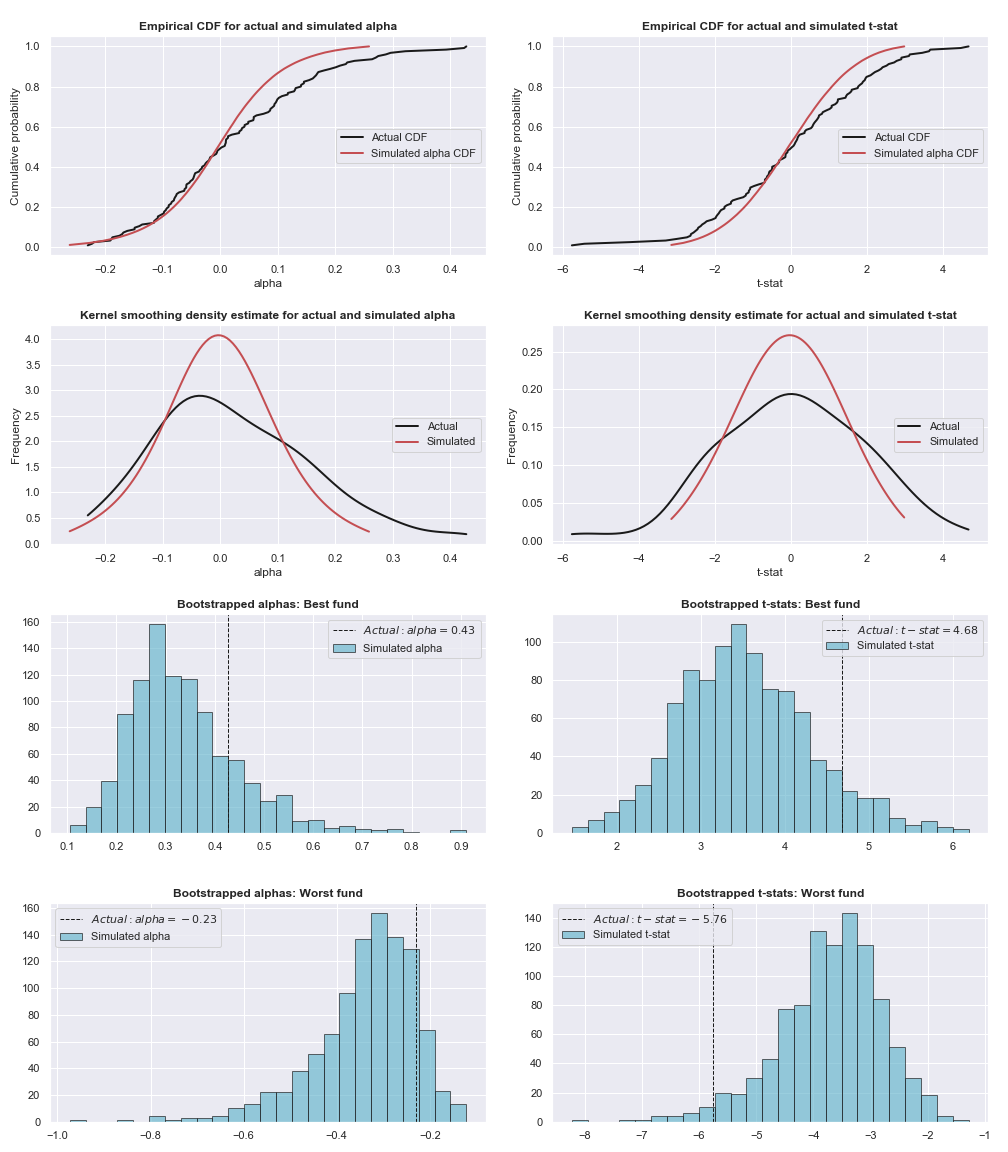 Empirical CDF for actual and simulated alpha
Cumulative probability
1.0
0.8
0.6
0.4
0.2
0.0
Actual CDF
Simulated alpha CDF
−0.2 −0.1 0.0 0.1 0.2 0.3 0.4
alpha
Empirical CDF for actual and simulated t-stat
Cumulative probability
1.0
0.8
0.6
0.4
0.2
0.0
Actual CDF
Simulated alpha CDF
−6 −4 −2 0 2 4
t-stat
Kernel smoothing density estimate for actual and simulated alpha
Frequency
4.0
3.5
3.0
2.5
2.0
1.5
1.0
0.5
0.0
Actual
Simulated
−0.2 −0.1 0.0 0.1 0.2 0.3 0.4
alpha
Kernel smoothing density estimate for actual and simulated t-stat
Frequency
0.25
0.20
0.15
0.10
0.05
0.00
Actual
Simulated
−6 −4 −2 0 2 4
t-stat
Bootstrapped alphas: Best fund
160
140
120
100
80
60
40
20
0
Actual : alpha = 0.43
Simulated alpha
0.1 0.2 0.3 0.4 0.5 0.6 0.7 0.8 0.9
Bootstrapped t-stats: Best fund
100
80
60
40
20
0
Actual : t − stat = 4.68
Simulated t-stat
2 3 4 5 6
Bootstrapped alphas: Worst fund
160
140
120
100
80
60
40
20
0
Actual : alpha = −0.23
Simulated alpha
−1.0 −0.8 −0.6 −0.4 −0.2
Bootstrapped t-stats: Worst fund
140
120
100
80
60
40
20
0
Actual : t − stat = −5.76
Simulated t-stat
−8 −7 −6 −5 −4 −3 −2 −1